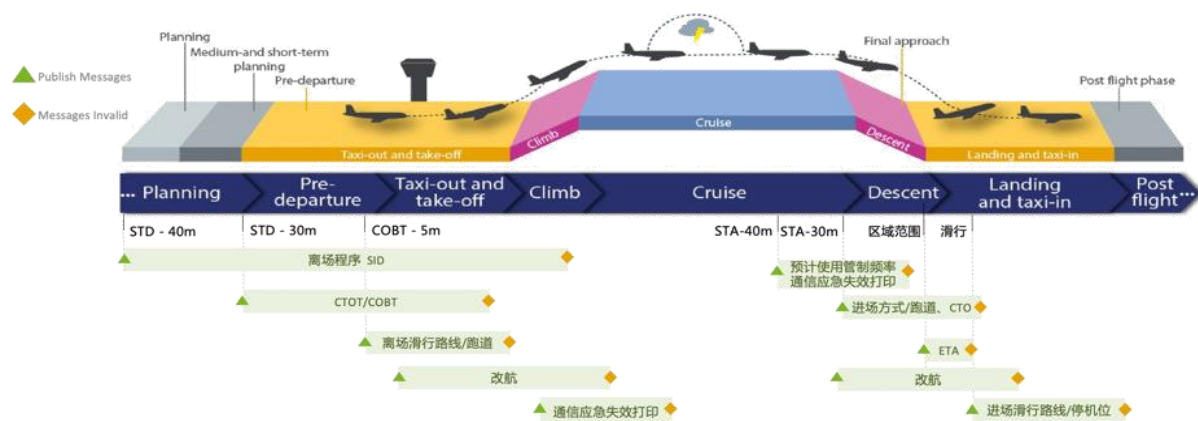 Planning
Medium-and short-term
planning
Pre-departure
Publish Messages
Messages Invalid
Final approach
Post flight phase
Taxi-out and take-off
Climb
Cruise
Descent
Landing and taxi-in
... Planning
Pre-
departure
Taxi-out and
take-off
Climb
Cruise
Descent
Landing
and taxi-in
Post
flight ...
STD - 40m
STD - 30m
COBT - 5m
STA-40m
STA-30m
区域范围
滑行
离场程序 SID
预计使用管制频率
通信应急失效打印
CTOT/COBT
进场方式/跑道、CTO
离场滑行路线/跑道
ETA
改航
改航
通信应急失效打印
进场滑行路线/停机位